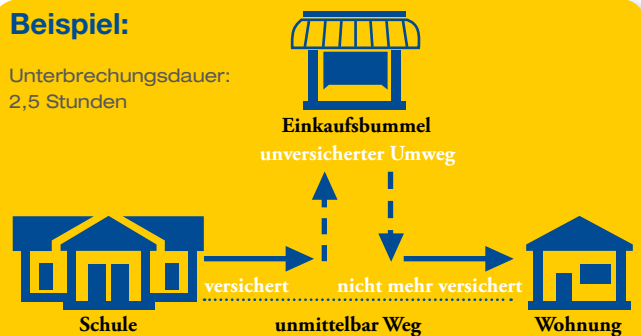 Beispiel:
Unterbrechungsdauer:
2,5 Stunden
Einkaufsbummel
unversicherter Umweg
versichert
nicht mehr versichert
Schule
unmittelbar Weg
Wohnung